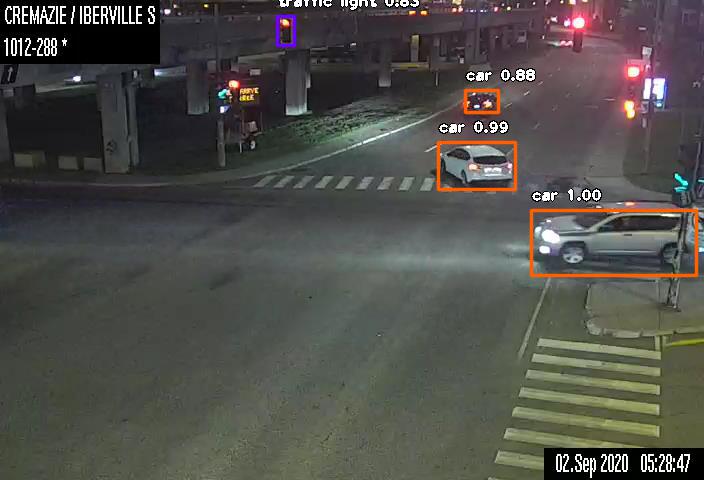 CREMAZIE / IBERVILLE S
1012-288 *
traffic light 0.83
car 0.88
car 0.99
car 1.00
02.Sep 2020 05:28:47